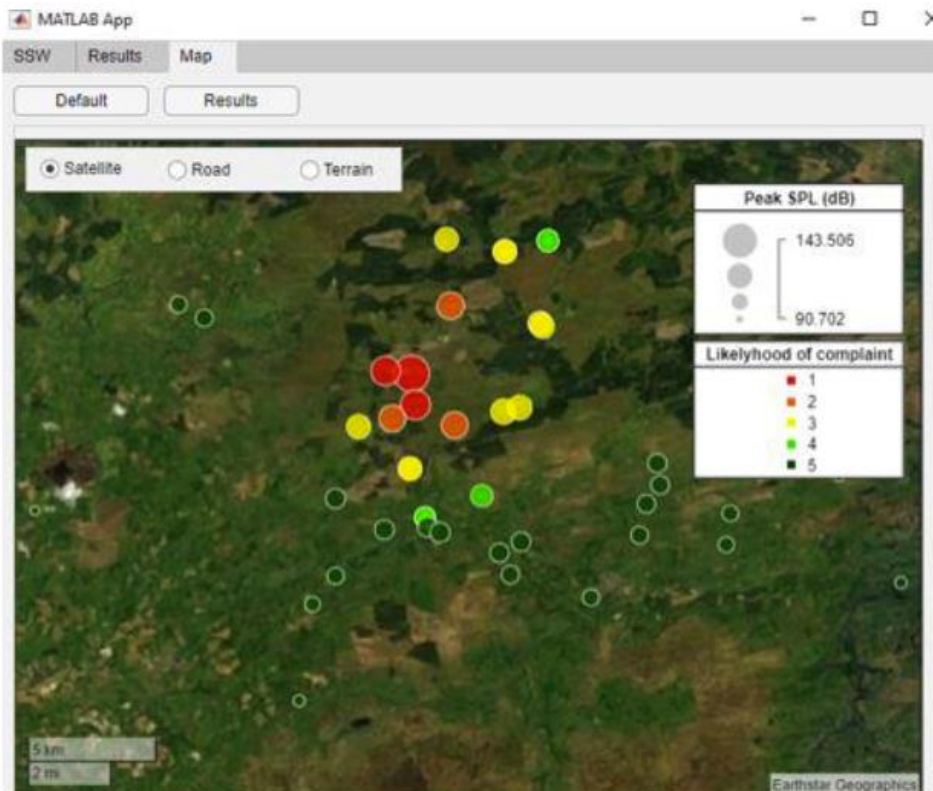 MATLAB App
SSW Results Map
Default Results
Satellite Road Terrain
Peak SPL (dB)
143.506
90.702
Likelyhood of complaint
1
2
3
4
5
5 km
2 mi
Earthstar Geographics